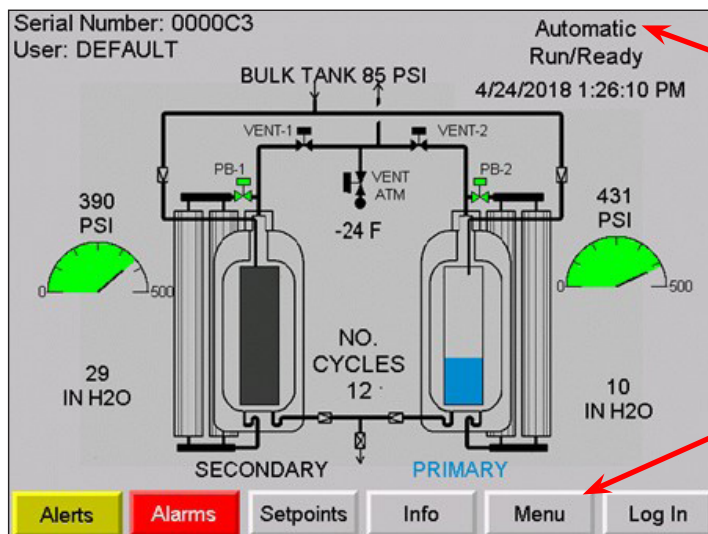 Serial Number: 0000C3
User: DEFAULT
Automatic
Run/Ready
4/24/2018 1:26:10 PM
BULK TANK 85 PSI
VENT-1
VENT-2
PB-1
PB-2
VENT
ATM
-24 F
390
PSI
0
500
29
IN H2O
431
PSI
0
500
10
IN H2O
NO.
CYCLES
12
SECONDARY
PRIMARY
Alerts
Alarms
Setpoints
Info
Menu
Log In